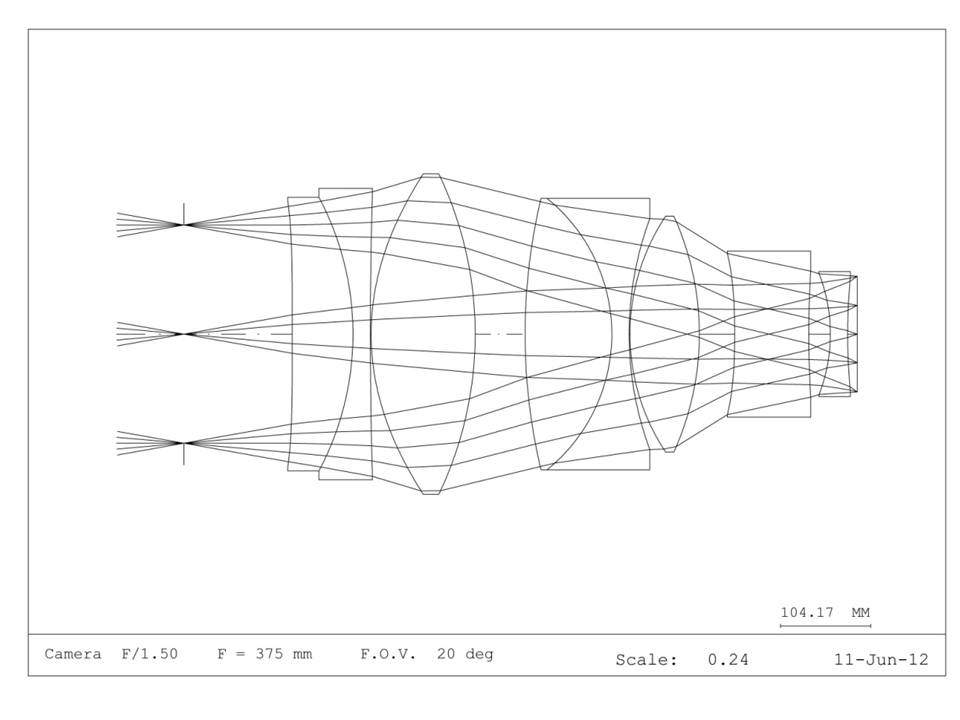 104.17 MM
Camera F/1.50 F = 375 mm F.O.V. 20 deg
Scale: 0.24 11-Jun-12